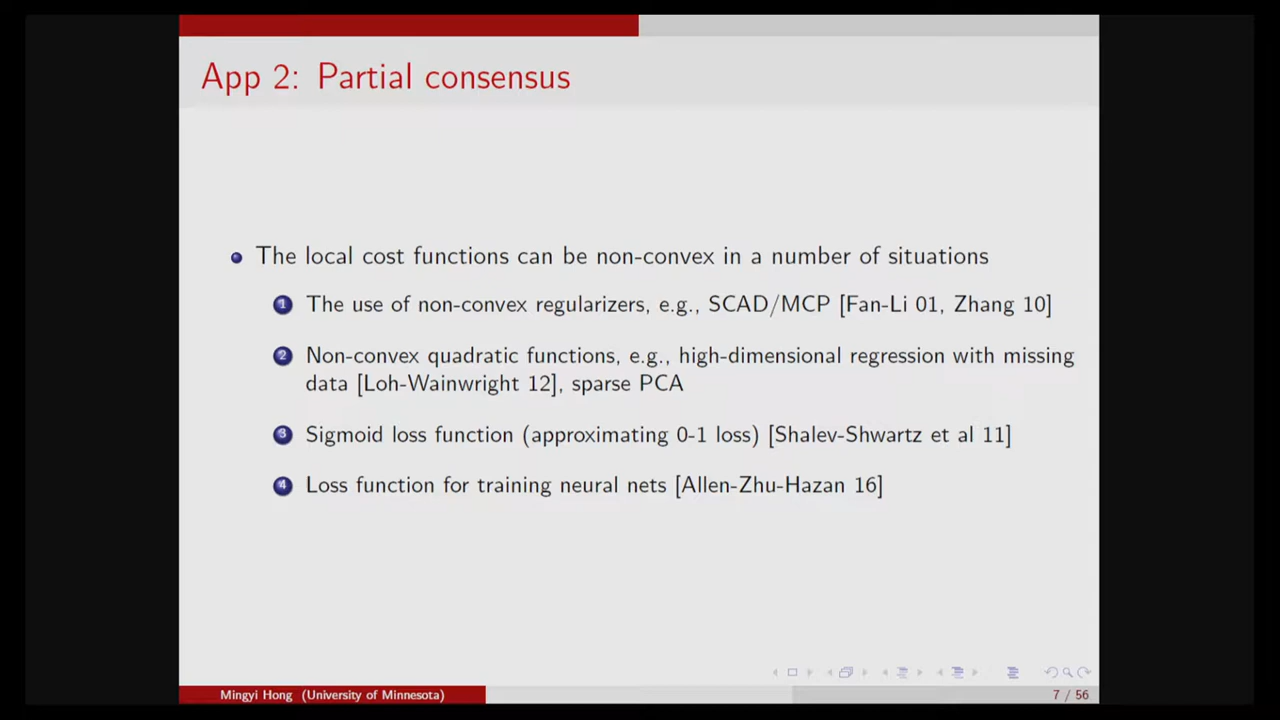 App 2: Partial consensus
The local cost functions can be non-convex in a number of situations
1 The use of non-convex regularizers, e.g., SCAD/MCP [Fan-Li 01, Zhang 10]
2 Non-convex quadratic functions, e.g., high-dimensional regression with missing
data [Loh-Wainwright 12], sparse PCA
3 Sigmoid loss function (approximating 0-1 loss) [Shalev-Shwartz et al 11]
4 Loss function for training neural nets [Allen-Zhu-Hazan 16]
Mingyi Hong (University of Minnesota)
7 / 56